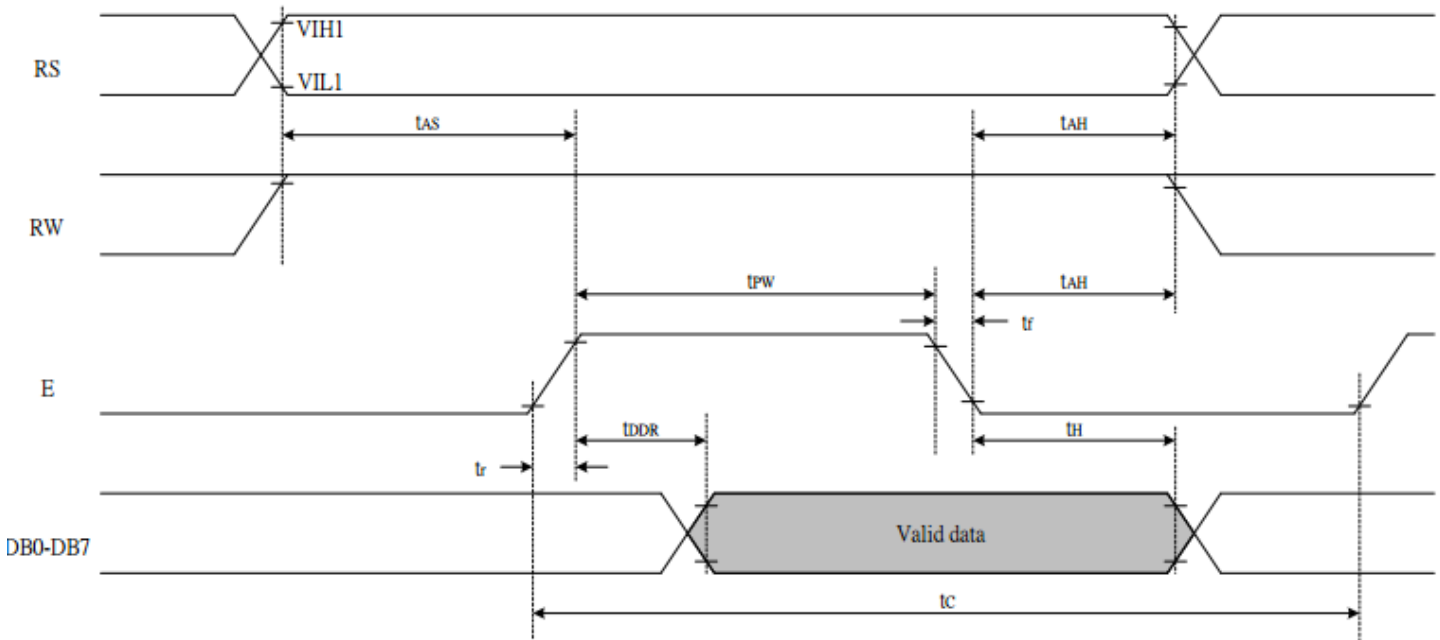 VIH1
RS
VIL1
tAS
tAH
RW
tPW
tAH
tf
E
tDDR
tH
tr
Valid data
DB0-DB7
tC